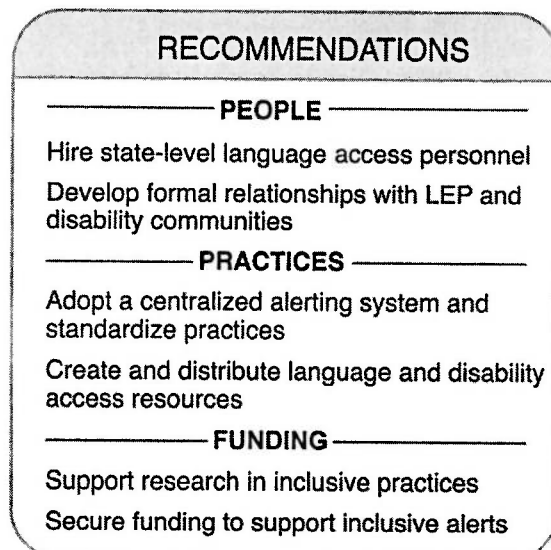 RECOMMENDATIONS
PEOPLE
Hire state-level language access personnel
Develop formal relationships with LEP and
disability communities
PRACTICES
Adopt a centralized alerting system and
standardize practices
Create and distribute language and disability
access resources
FUNDING
Support research in inclusive practices
Secure funding to support inclusive alerts